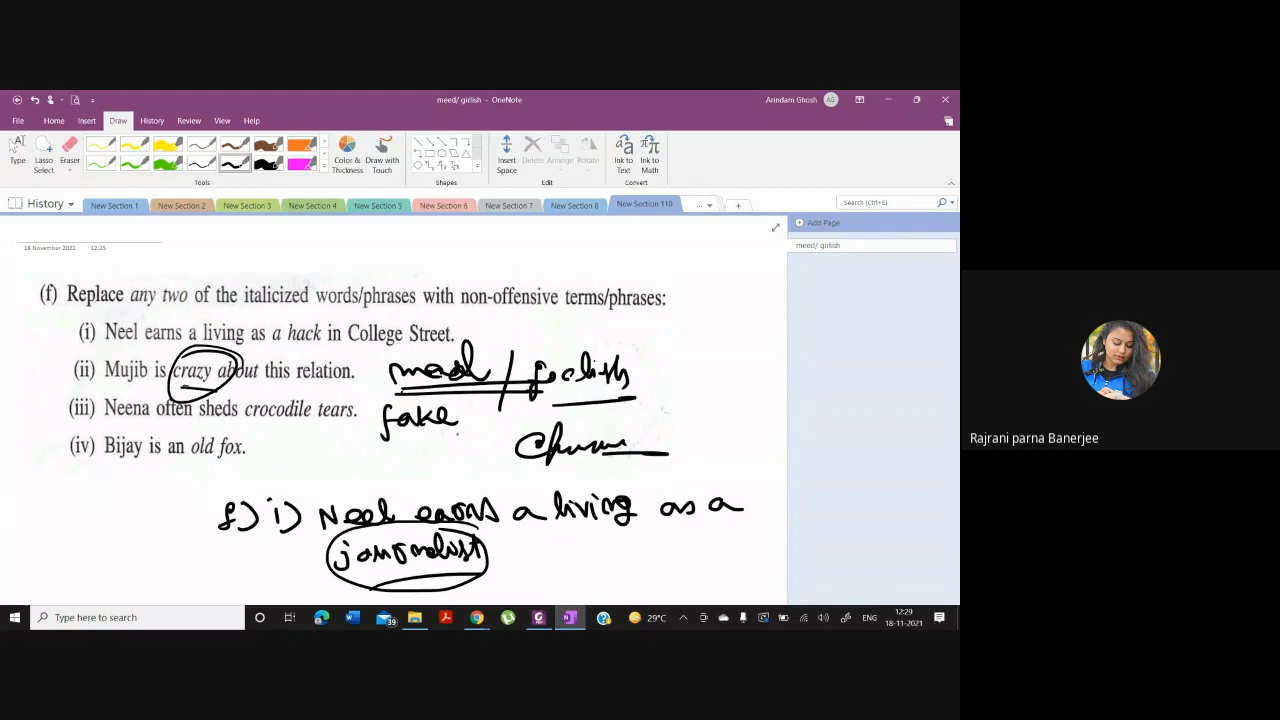 meed/ girlish - OneNote
Arindam Ghosh AG
File Home Insert Draw History Review View Help
Type Lasso Select Eraser
Color & Thickness Draw with Touch
Insert Space Delete Arrange Rotate
Ink to Text Ink to Math
Tools Shapes Edit Convert
History New Section 1 New Section 2 New Section 3 New Section 4 New Section 5 New Section 6 New Section 7 New Section 8 New Section 110 ... + Search (Ctrl+E)
Add Page
meed/ girlish
18 November 2021 12:25
(f) Replace any two of the italicized words/phrases with non-offensive terms/phrases:
(i) Neel earns a living as a hack in College Street.
(ii) Mujib is crazy about this relation.
(iii) Neena often sheds crocodile tears.
fake
(iv) Bijay is an old fox.
f) i) Neel earns a living as a
journalist
Rajrani parna Banerjee
Type here to search
39
29°C
ENG
12:29
18-11-2021